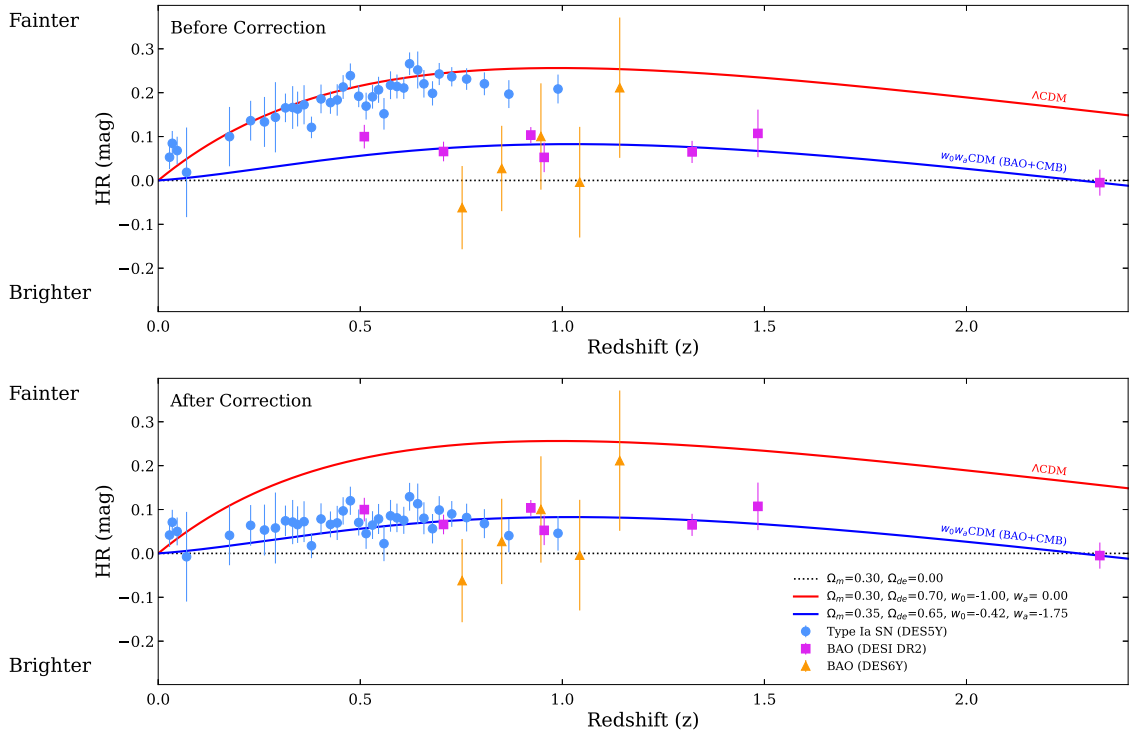 Fainter
Before Correction
0.3
0.2
0.1
0.0
−0.1
−0.2
HR (mag)
ΛCDM
w₀wₐCDM (BAO+CMB)
Brighter
0.0 0.5 1.0 1.5 2.0
Redshift (z)
Fainter
After Correction
0.3
0.2
0.1
0.0
−0.1
−0.2
HR (mag)
ΛCDM
w₀wₐCDM (BAO+CMB)
Ωₘ=0.30, Ω_de=0.00
Ωₘ=0.30, Ω_de=0.70, w₀=-1.00, wₐ= 0.00
Ωₘ=0.35, Ω_de=0.65, w₀=-0.42, wₐ=-1.75
Type Ia SN (DES5Y)
BAO (DESI DR2)
BAO (DES6Y)
Brighter
0.0 0.5 1.0 1.5 2.0
Redshift (z)